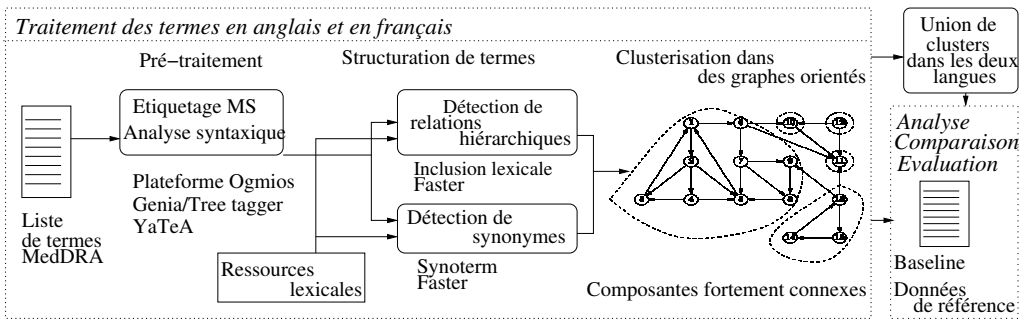 Traitement des termes en anglais et en français
Pré-traitement
Structuration de termes
Clusterisation dans
des graphes orientés
Union de
clusters
dans les deux
langues
Etiquetage MS
Analyse syntaxique
Détection de
relations
hiérarchiques
Inclusion lexicale
Faster
Plateforme Ogmios
Genia/Tree tagger
YaTeA
Liste
de termes
MedDRA
Détection de
synonymes
Synoterm
Faster
Ressources
lexicales
Composantes fortement connexes
Analyse
Comparaison
Evaluation
Baseline
Données
de référence